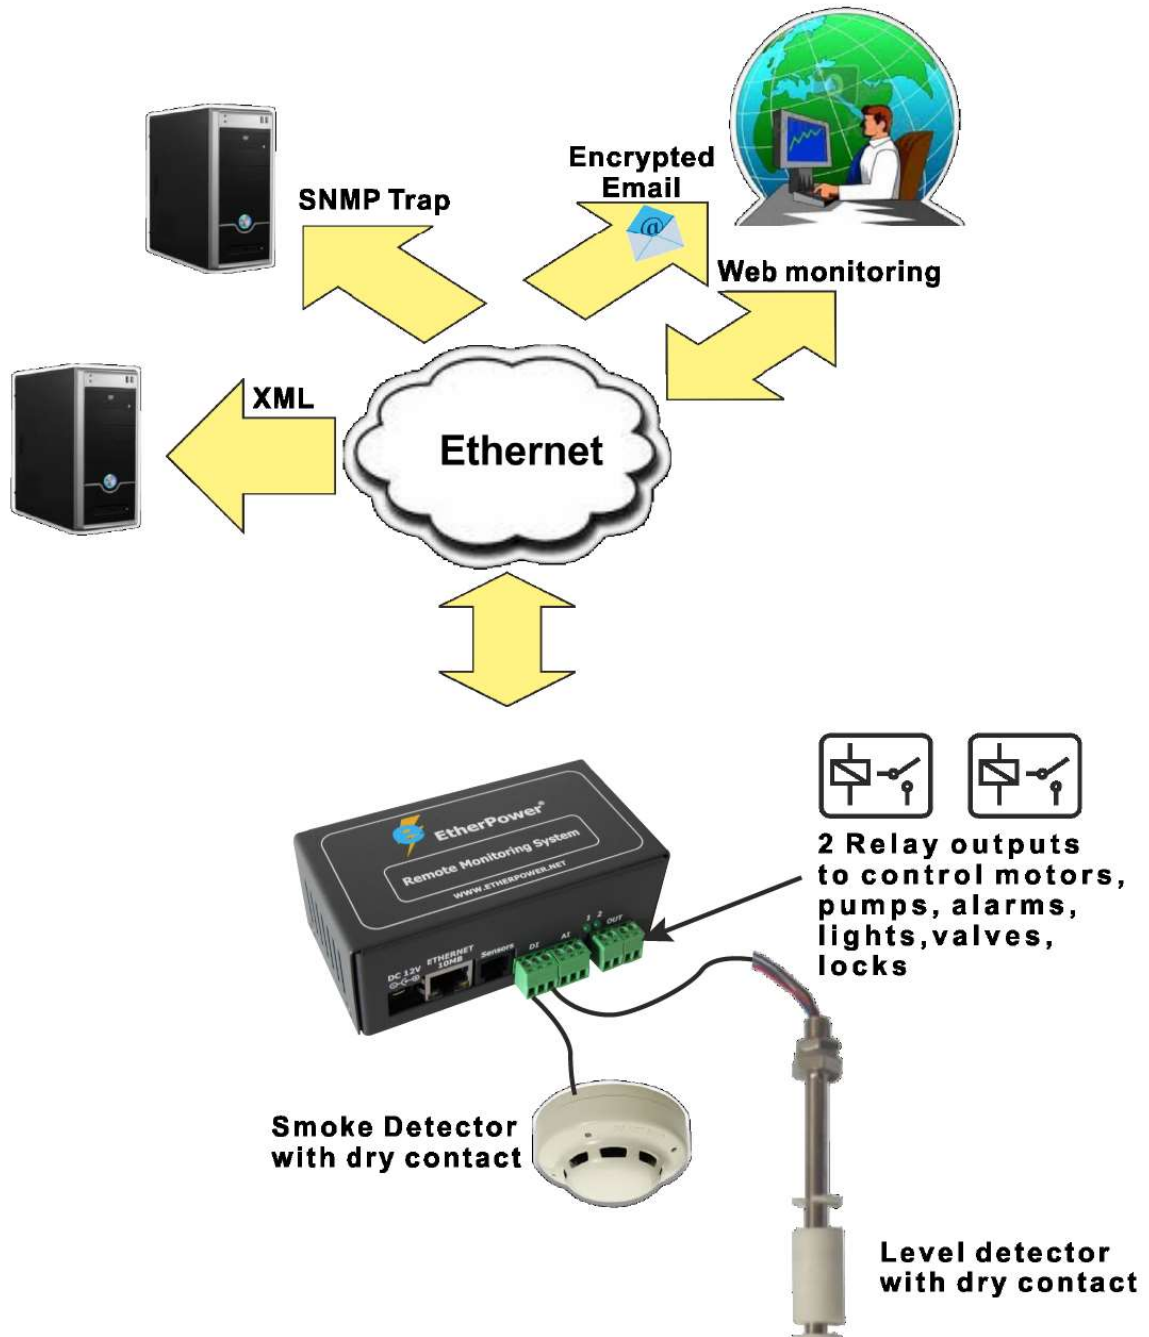 SNMP Trap
Encrypted
Email
@
Web monitoring
XML
Ethernet
EtherPower®
Remote Monitoring System
WWW.ETHERPOWER.NET
DC 12V
ETHERNET
10MB
Sensors
DI
AI
1 2
OUT
2 Relay outputs
to control motors,
pumps, alarms,
lights,valves,
locks
Smoke Detector
with dry contact
Level detector
with dry contact